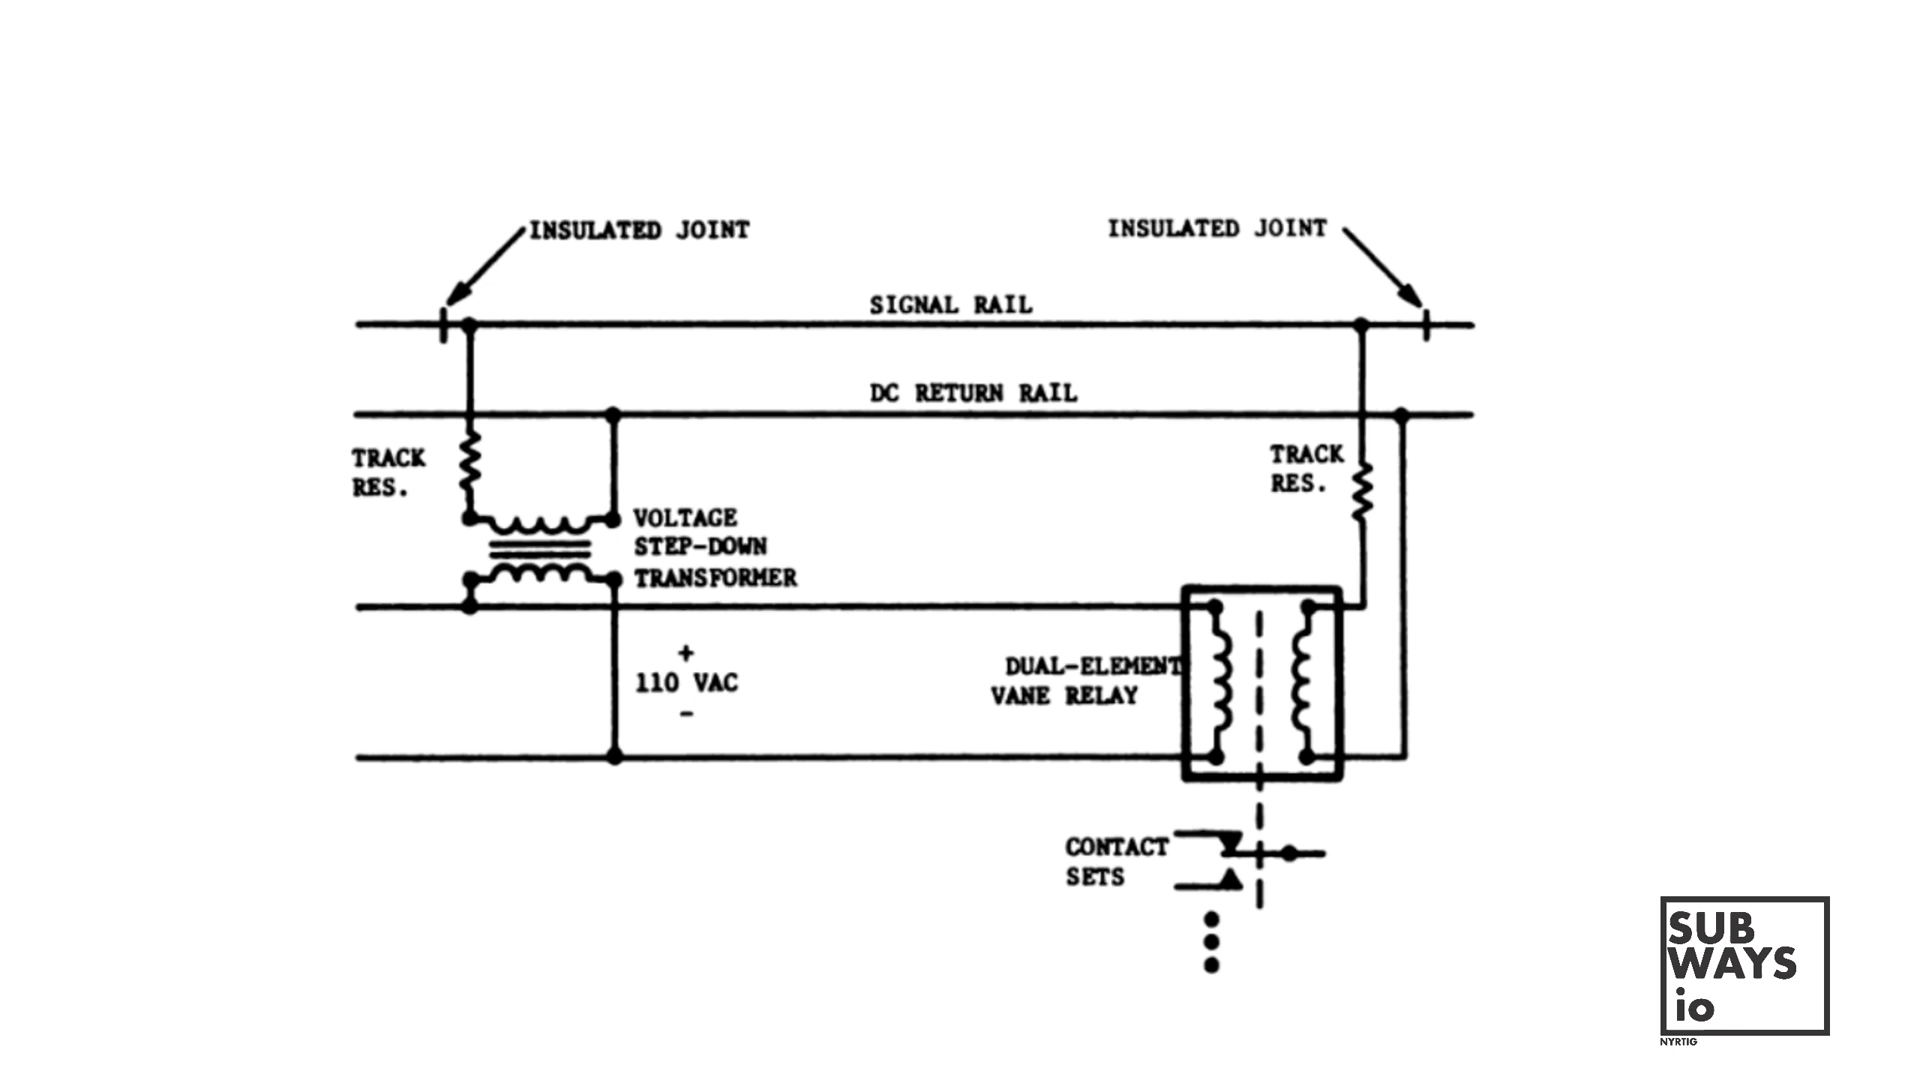 INSULATED JOINT
INSULATED JOINT
SIGNAL RAIL
DC RETURN RAIL
TRACK
RES.
TRACK
RES.
VOLTAGE
STEP-DOWN
TRANSFORMER
+
110 VAC
-
DUAL-ELEMENT
VANE RELAY
CONTACT
SETS
SUB
WAYS
io
NYRTIG